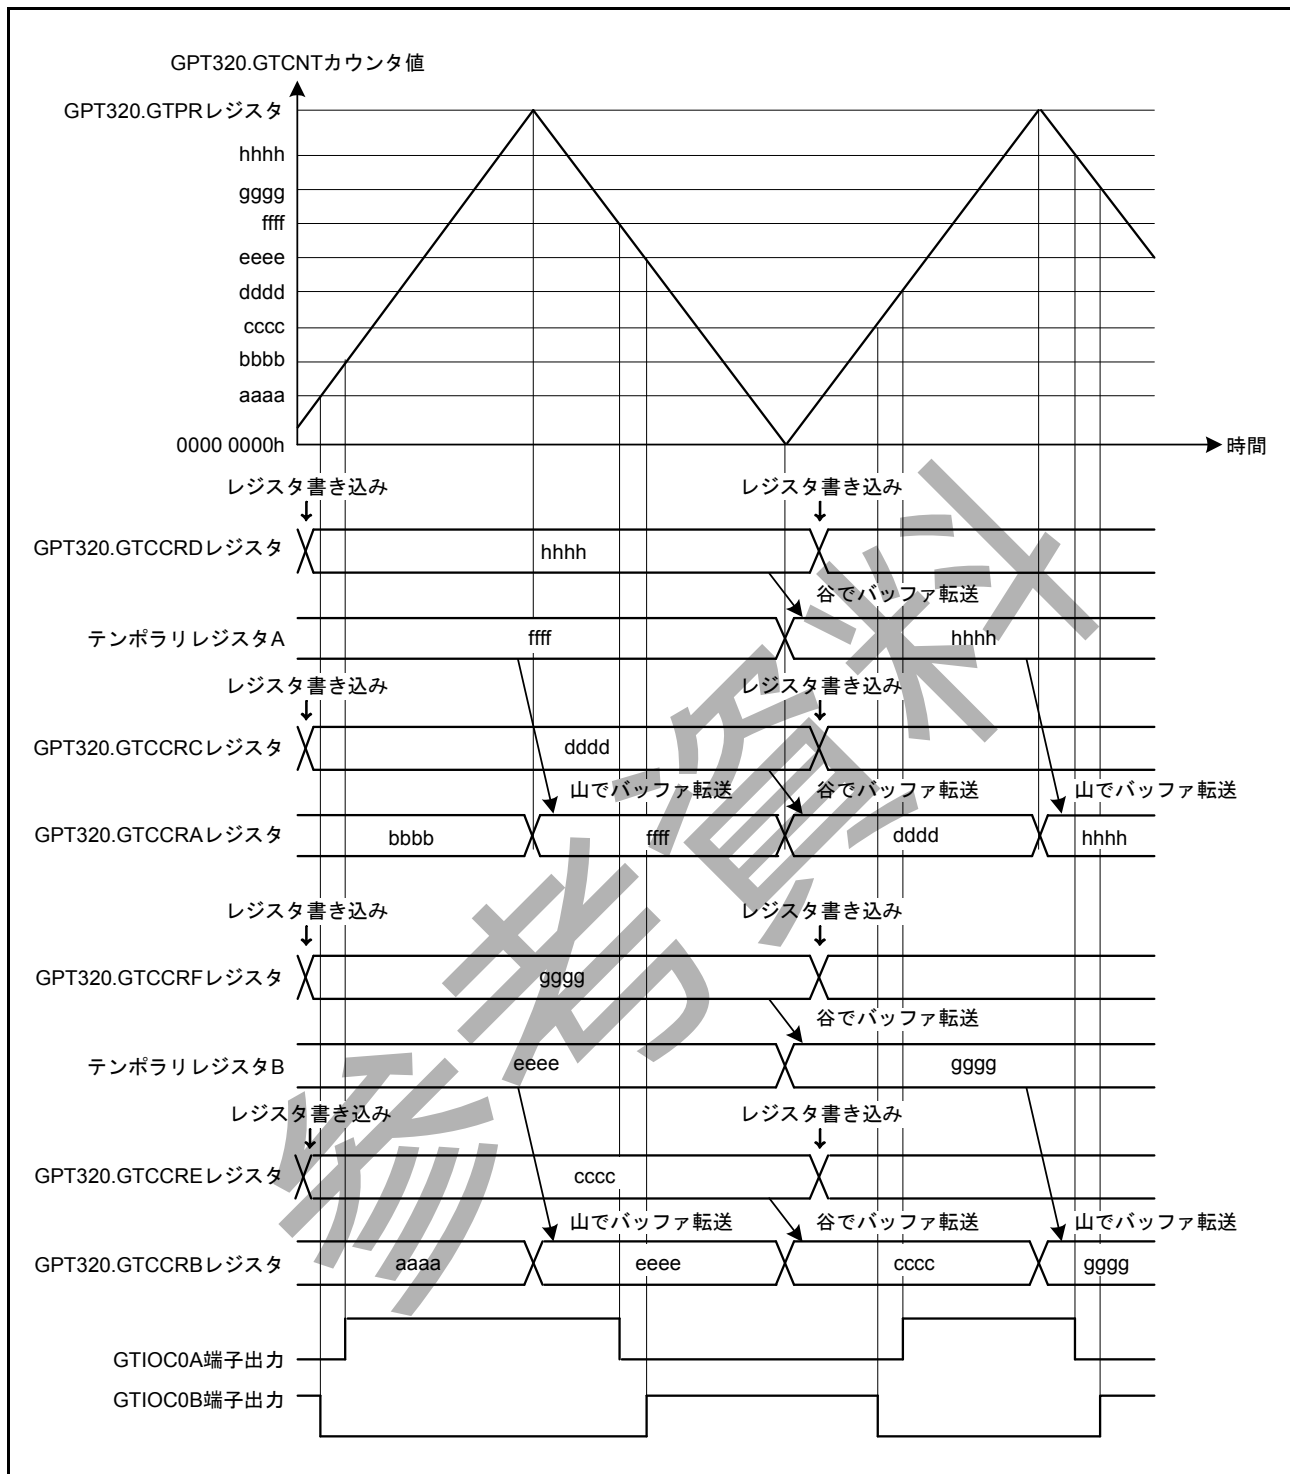 GPT320.GTCNTカウンタ値
GPT320.GTPRレジスタ
hhhh
gggg
ffff
eeee
dddd
cccc
bbbb
aaaa
0000 0000h
時間
レジスタ書き込み レジスタ書き込み
GPT320.GTCCRDレジスタ hhhh
谷でバッファ転送
テンポラリレジスタA ffff hhhh
レジスタ書き込み レジスタ書き込み
GPT320.GTCCRCレジスタ dddd
山でバッファ転送 谷でバッファ転送 山でバッファ転送
GPT320.GTCCRAレジスタ bbbb ffff dddd hhhh
レジスタ書き込み レジスタ書き込み
GPT320.GTCCRFレジスタ gggg
谷でバッファ転送
テンポラリレジスタB eeee gggg
レジスタ書き込み レジスタ書き込み
GPT320.GTCCREレジスタ cccc
山でバッファ転送 谷でバッファ転送 山でバッファ転送
GPT320.GTCCRBレジスタ aaaa eeee cccc gggg
GTIOC0A端子出力
GTIOC0B端子出力
参考資料